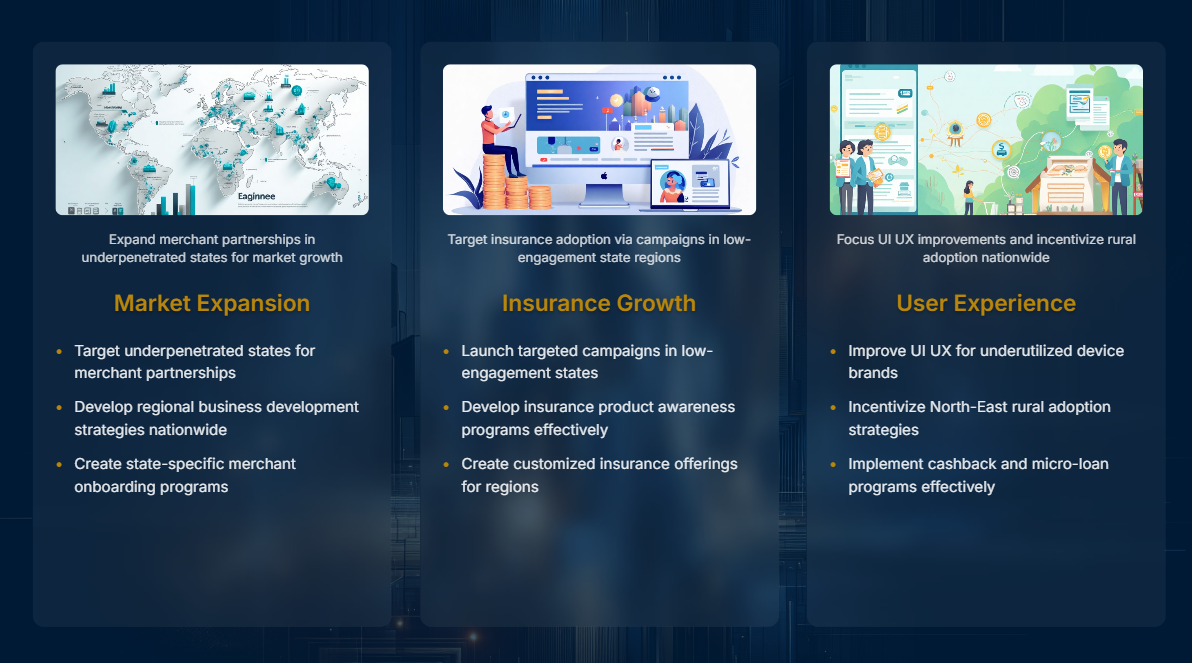 Eaginnee
Expand merchant partnerships in
underpenetrated states for market growth
Market Expansion
• Target underpenetrated states for
merchant partnerships
• Develop regional business development
strategies nationwide
• Create state-specific merchant
onboarding programs
Target insurance adoption via campaigns in low-
engagement state regions
Insurance Growth
• Launch targeted campaigns in low-
engagement states
• Develop insurance product awareness
programs effectively
• Create customized insurance offerings
for regions
Focus UI UX improvements and incentivize rural
adoption nationwide
User Experience
• Improve UI UX for underutilized device
brands
• Incentivize North-East rural adoption
strategies
• Implement cashback and micro-loan
programs effectively